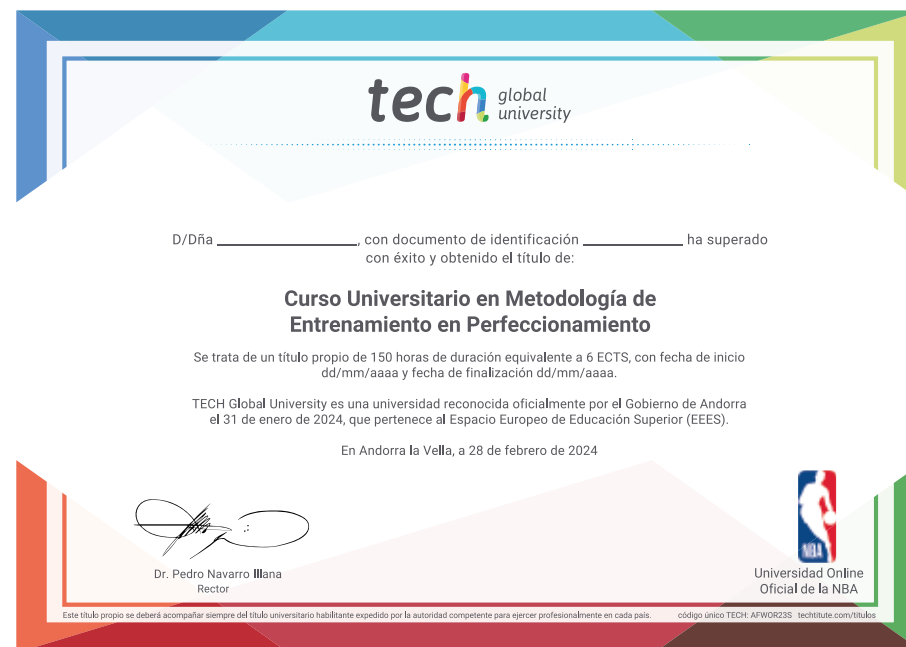 tech global university
D/Dña ____________________, con documento de identificación ______________ ha superado
con éxito y obtenido el título de:
Curso Universitario en Metodología de
Entrenamiento en Perfeccionamiento
Se trata de un título propio de 150 horas de duración equivalente a 6 ECTS, con fecha de inicio
dd/mm/aaaa y fecha de finalización dd/mm/aaaa.
TECH Global University es una universidad reconocida oficialmente por el Gobierno de Andorra
el 31 de enero de 2024, que pertenece al Espacio Europeo de Educación Superior (EEES).
En Andorra la Vella, a 28 de febrero de 2024
NBA
Dr. Pedro Navarro Illana
Rector
Universidad Online
Oficial de la NBA
Este título propio se deberá acompañar siempre del título universitario habilitante expedido por la autoridad competente para ejercer profesionalmente en cada país. código único TECH: AFWOR23S techtitute.com/titulos